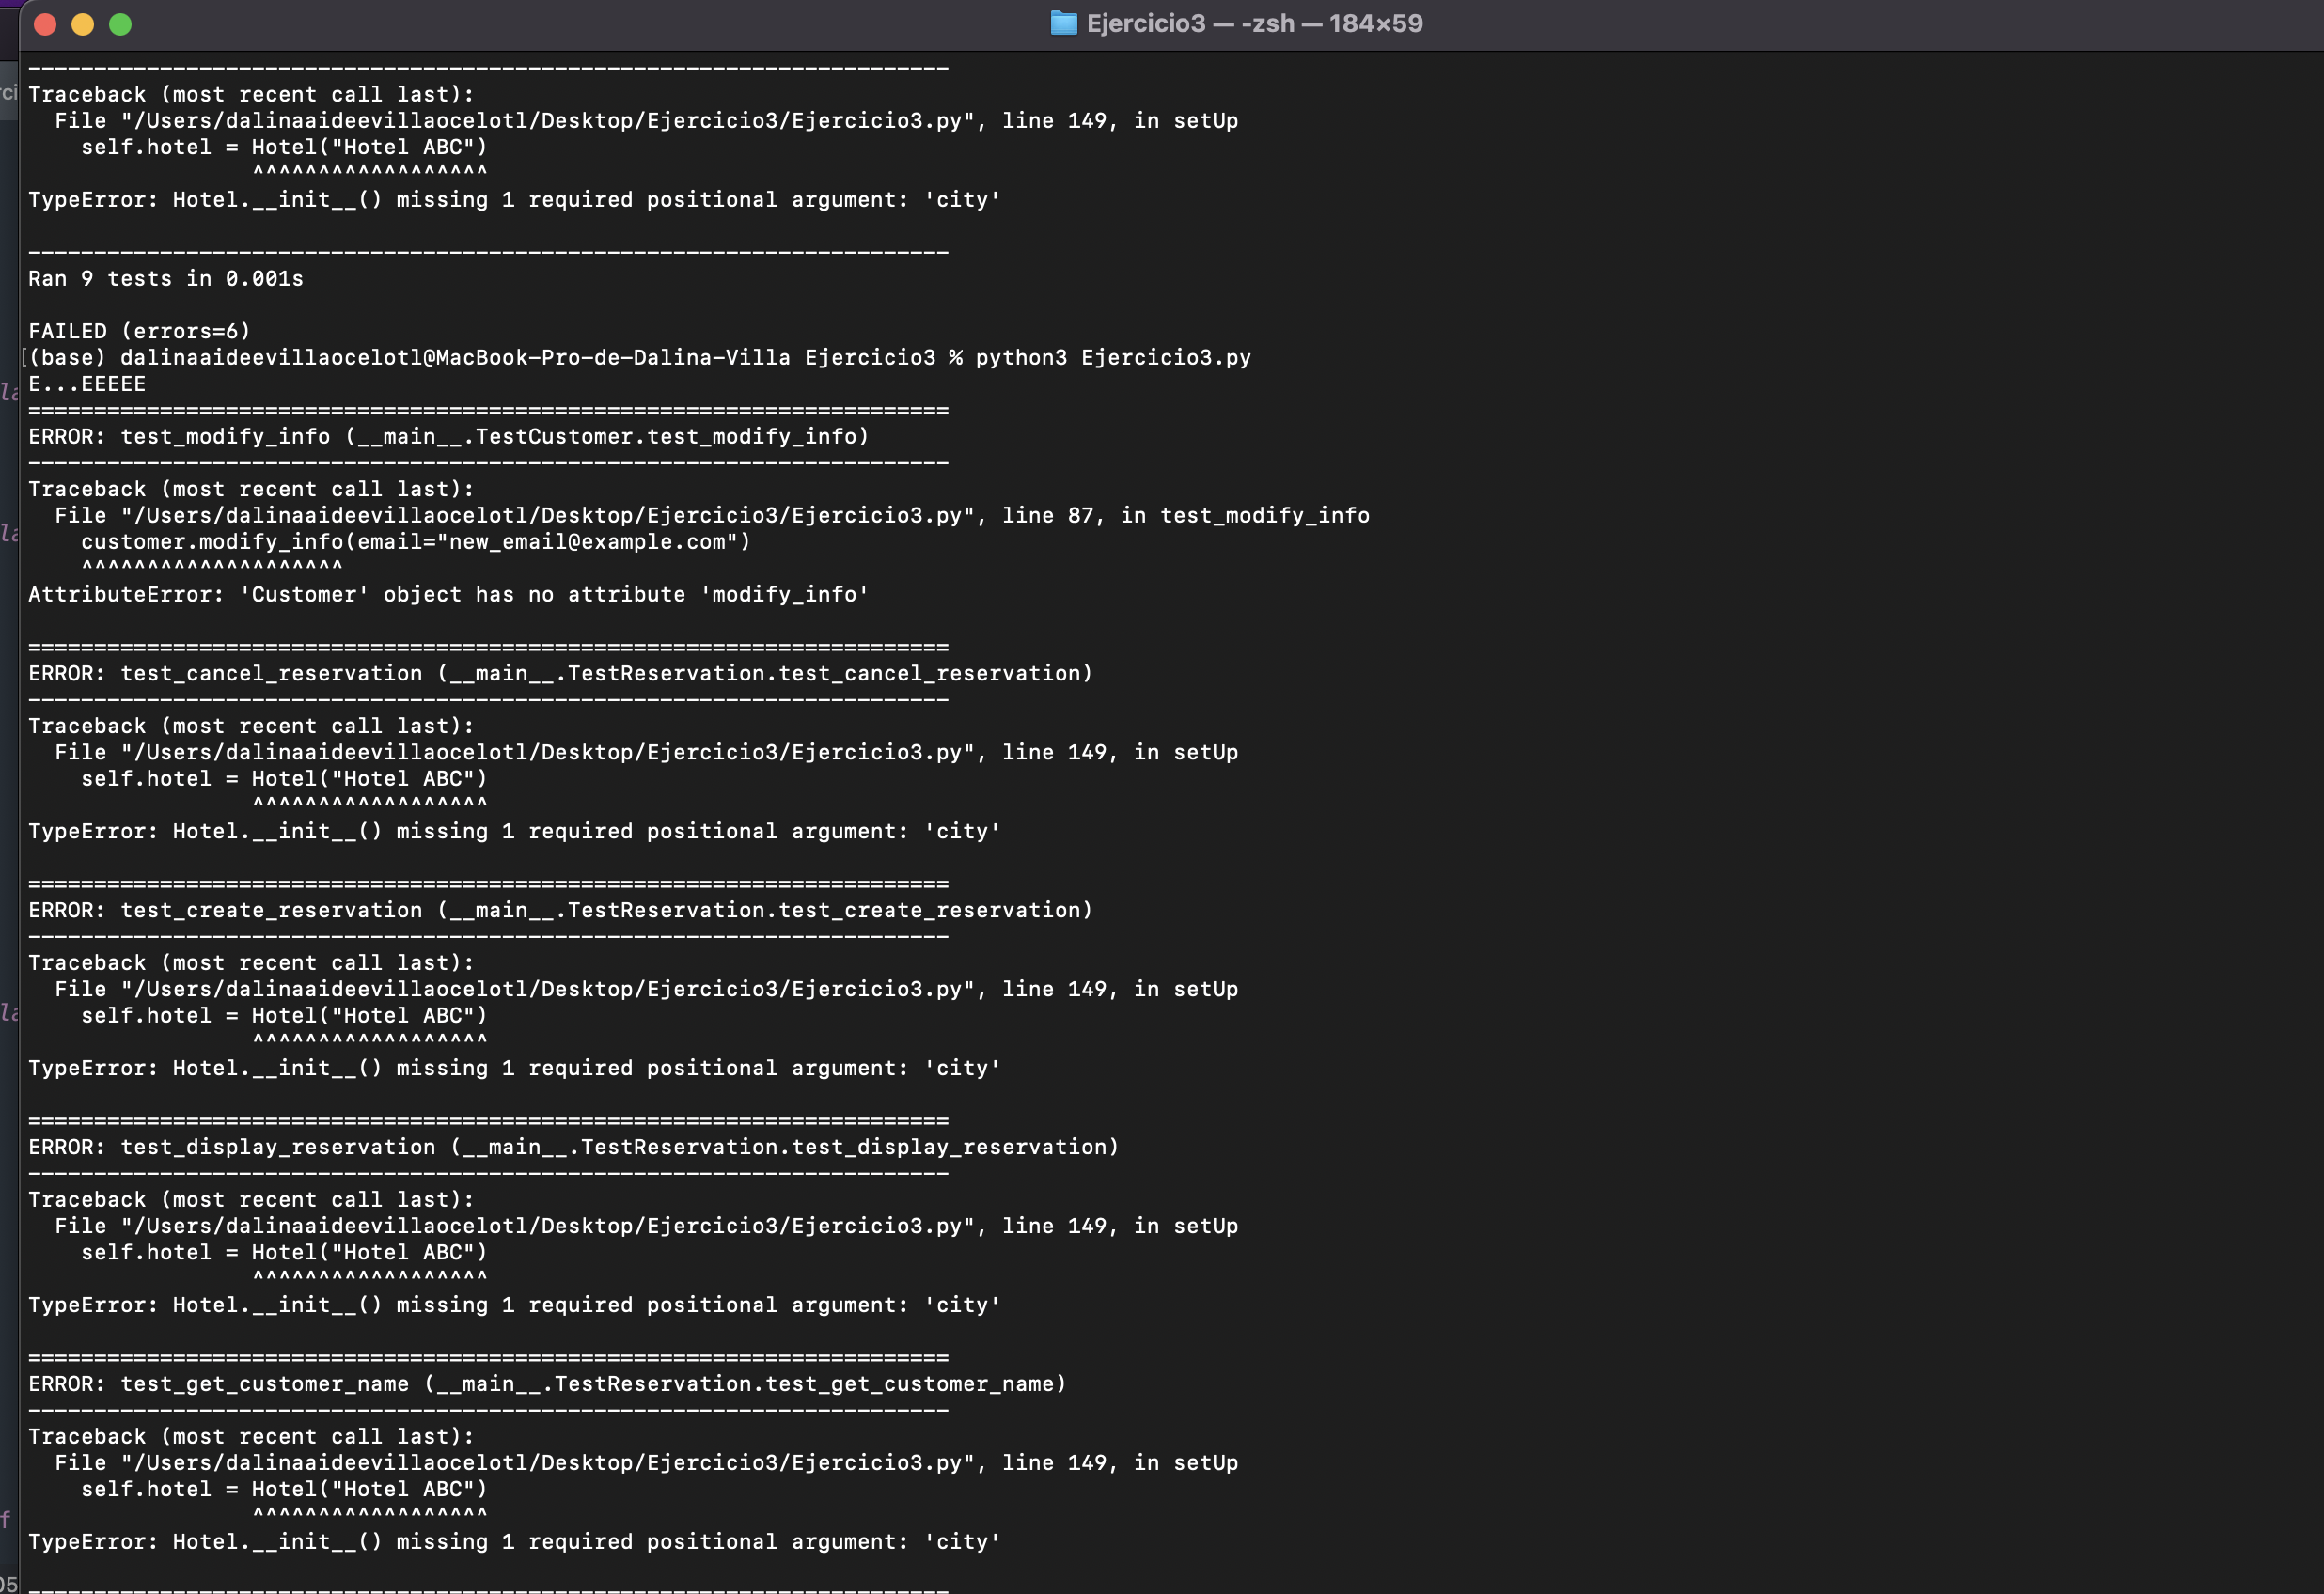 Ejercicio3 — -zsh — 184×59
----------------------------------------------------------------------
Traceback (most recent call last):
  File "/Users/dalinaaideevillaocelotl/Desktop/Ejercicio3/Ejercicio3.py", line 149, in setUp
    self.hotel = Hotel("Hotel ABC")
                 ^^^^^^^^^^^^^^^^^^
TypeError: Hotel.__init__() missing 1 required positional argument: 'city'
----------------------------------------------------------------------
Ran 9 tests in 0.001s
FAILED (errors=6)
[(base) dalinaaideevillaocelotl@MacBook-Pro-de-Dalina-Villa Ejercicio3 % python3 Ejercicio3.py
E...EEEEE
======================================================================
ERROR: test_modify_info (__main__.TestCustomer.test_modify_info)
----------------------------------------------------------------------
Traceback (most recent call last):
  File "/Users/dalinaaideevillaocelotl/Desktop/Ejercicio3/Ejercicio3.py", line 87, in test_modify_info
    customer.modify_info(email="new_email@example.com")
    ^^^^^^^^^^^^^^^^^^^^
AttributeError: 'Customer' object has no attribute 'modify_info'
======================================================================
ERROR: test_cancel_reservation (__main__.TestReservation.test_cancel_reservation)
----------------------------------------------------------------------
Traceback (most recent call last):
  File "/Users/dalinaaideevillaocelotl/Desktop/Ejercicio3/Ejercicio3.py", line 149, in setUp
    self.hotel = Hotel("Hotel ABC")
                 ^^^^^^^^^^^^^^^^^^
TypeError: Hotel.__init__() missing 1 required positional argument: 'city'
======================================================================
ERROR: test_create_reservation (__main__.TestReservation.test_create_reservation)
----------------------------------------------------------------------
Traceback (most recent call last):
  File "/Users/dalinaaideevillaocelotl/Desktop/Ejercicio3/Ejercicio3.py", line 149, in setUp
    self.hotel = Hotel("Hotel ABC")
                 ^^^^^^^^^^^^^^^^^^
TypeError: Hotel.__init__() missing 1 required positional argument: 'city'
======================================================================
ERROR: test_display_reservation (__main__.TestReservation.test_display_reservation)
----------------------------------------------------------------------
Traceback (most recent call last):
  File "/Users/dalinaaideevillaocelotl/Desktop/Ejercicio3/Ejercicio3.py", line 149, in setUp
    self.hotel = Hotel("Hotel ABC")
                 ^^^^^^^^^^^^^^^^^^
TypeError: Hotel.__init__() missing 1 required positional argument: 'city'
======================================================================
ERROR: test_get_customer_name (__main__.TestReservation.test_get_customer_name)
----------------------------------------------------------------------
Traceback (most recent call last):
  File "/Users/dalinaaideevillaocelotl/Desktop/Ejercicio3/Ejercicio3.py", line 149, in setUp
    self.hotel = Hotel("Hotel ABC")
                 ^^^^^^^^^^^^^^^^^^
TypeError: Hotel.__init__() missing 1 required positional argument: 'city'
----------------------------------------------------------------------